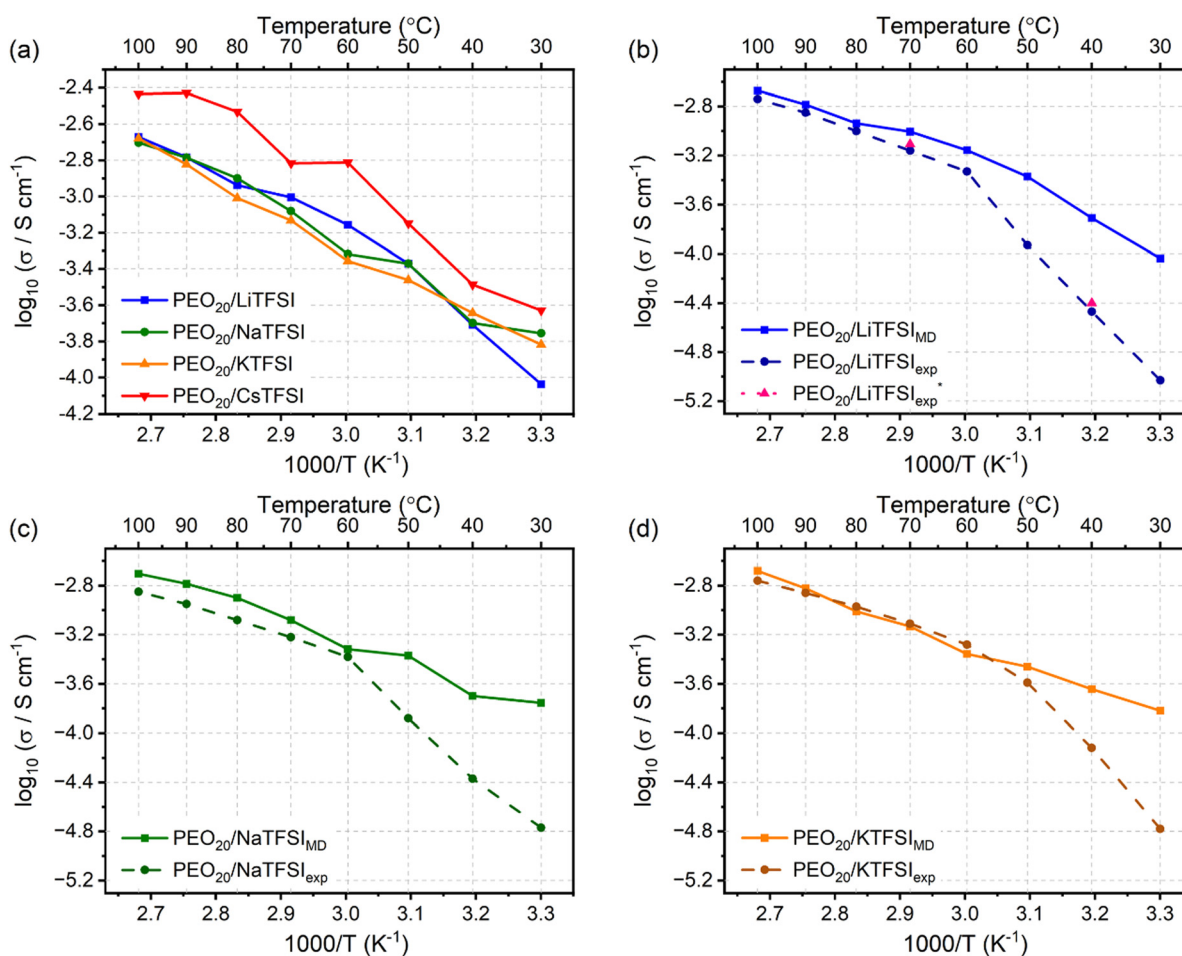 (a)
Temperature (°C)
100 90 80 70 60 50 40 30
log₁₀ (σ / S cm⁻¹)
-2.4
-2.6
-2.8
-3.0
-3.2
-3.4
-3.6
-3.8
-4.0
-4.2
PEO₂₀/LiTFSI
PEO₂₀/NaTFSI
PEO₂₀/KTFSI
PEO₂₀/CsTFSI
2.7 2.8 2.9 3.0 3.1 3.2 3.3
1000/T (K⁻¹)
(b)
Temperature (°C)
100 90 80 70 60 50 40 30
log₁₀ (σ / S cm⁻¹)
−2.8
−3.2
−3.6
−4.0
−4.4
−4.8
−5.2
PEO₂₀/LiTFSI_MD
PEO₂₀/LiTFSI_exp
PEO₂₀/LiTFSI_exp*
2.7 2.8 2.9 3.0 3.1 3.2 3.3
1000/T (K⁻¹)
(c)
Temperature (°C)
100 90 80 70 60 50 40 30
log₁₀ (σ / S cm⁻¹)
−2.8
−3.2
−3.6
−4.0
−4.4
−4.8
−5.2
PEO₂₀/NaTFSI_MD
PEO₂₀/NaTFSI_exp
2.7 2.8 2.9 3.0 3.1 3.2 3.3
1000/T (K⁻¹)
(d)
Temperature (°C)
100 90 80 70 60 50 40 30
log₁₀ (σ / S cm⁻¹)
−2.8
−3.2
−3.6
−4.0
−4.4
−4.8
−5.2
PEO₂₀/KTFSI_MD
PEO₂₀/KTFSI_exp
2.7 2.8 2.9 3.0 3.1 3.2 3.3
1000/T (K⁻¹)